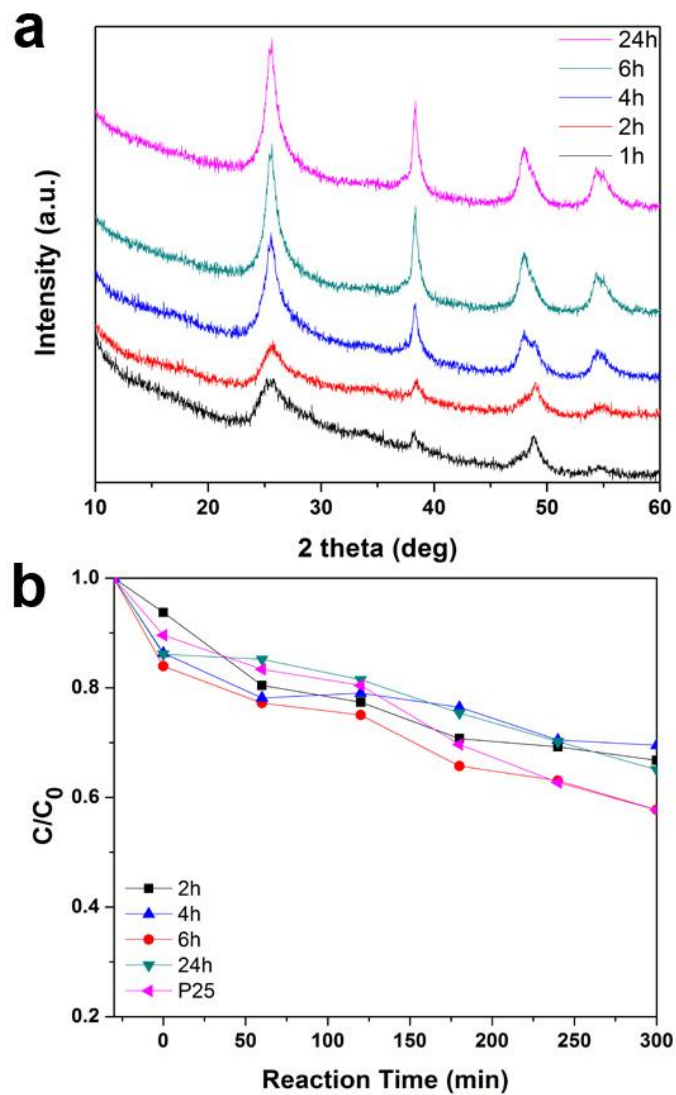 a
24h
6h
4h
2h
1h
Intensity (a.u.)
10 20 30 40 50 60
2 theta (deg)
b
1.0
0.8
0.6
0.4
0.2
C/C0
2h
4h
6h
24h
P25
0 50 100 150 200 250 300
Reaction Time (min)